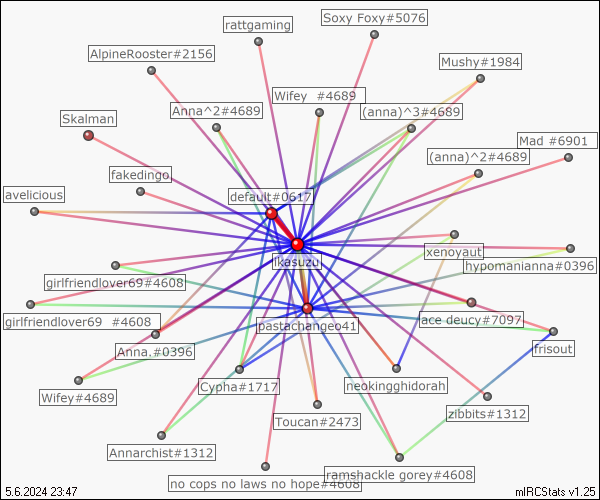 rattgaming
Soxy Foxy#5076
AlpineRooster#2156
Mushy#1984
Wifey  #4689
Anna^2#4689
(anna)^3#4689
Skalman
Mad #6901
(anna)^2#4689
fakedingo
avelicious
default#0617
xenoyaut
ikasuzu
hypomanianna#0396
girlfriendlover69#4608
girlfriendlover69  #4608
ace deucy#7097
pastachangeo41
frisout
Anna.#0396
Cypha#1717
neokingghidorah
Wifey#4689
zibbits#1312
Toucan#2473
Annarchist#1312
ramshackle gorey#4608
no cops no laws no hope#4608
5.6.2024 23:47
mIRCStats v1.25